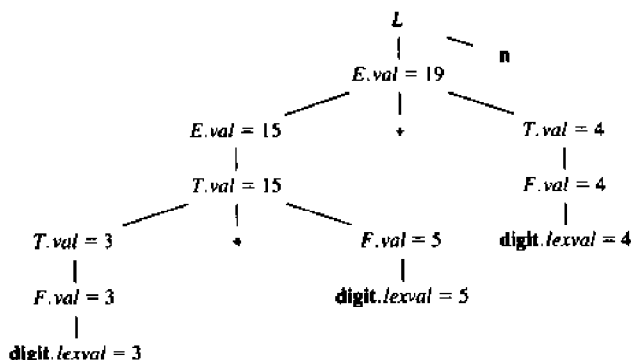 L
n
E.val = 19
E.val = 15
+
T.val = 4
T.val = 15
F.val = 4
T.val = 3
*
F.val = 5
digit.lexval = 4
F.val = 3
digit.lexval = 5
digit.lexval = 3